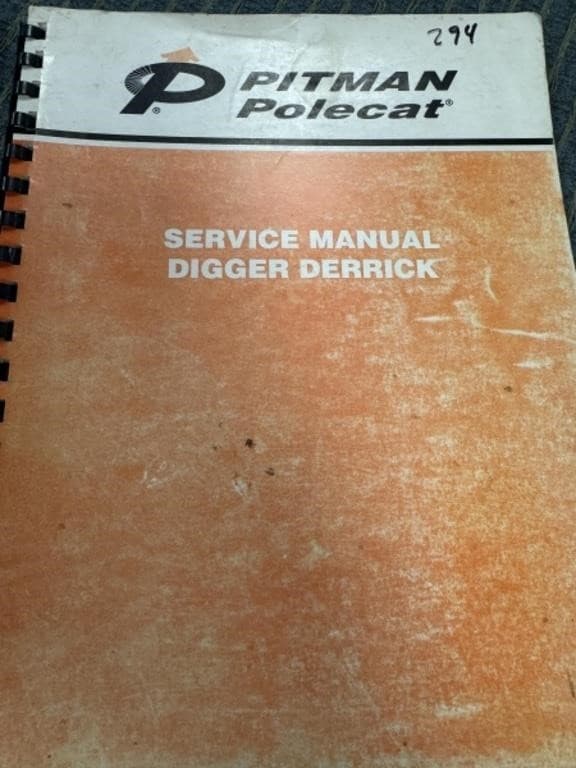 294
PITMAN
Polecat®
®
SERVICE MANUAL
DIGGER DERRICK